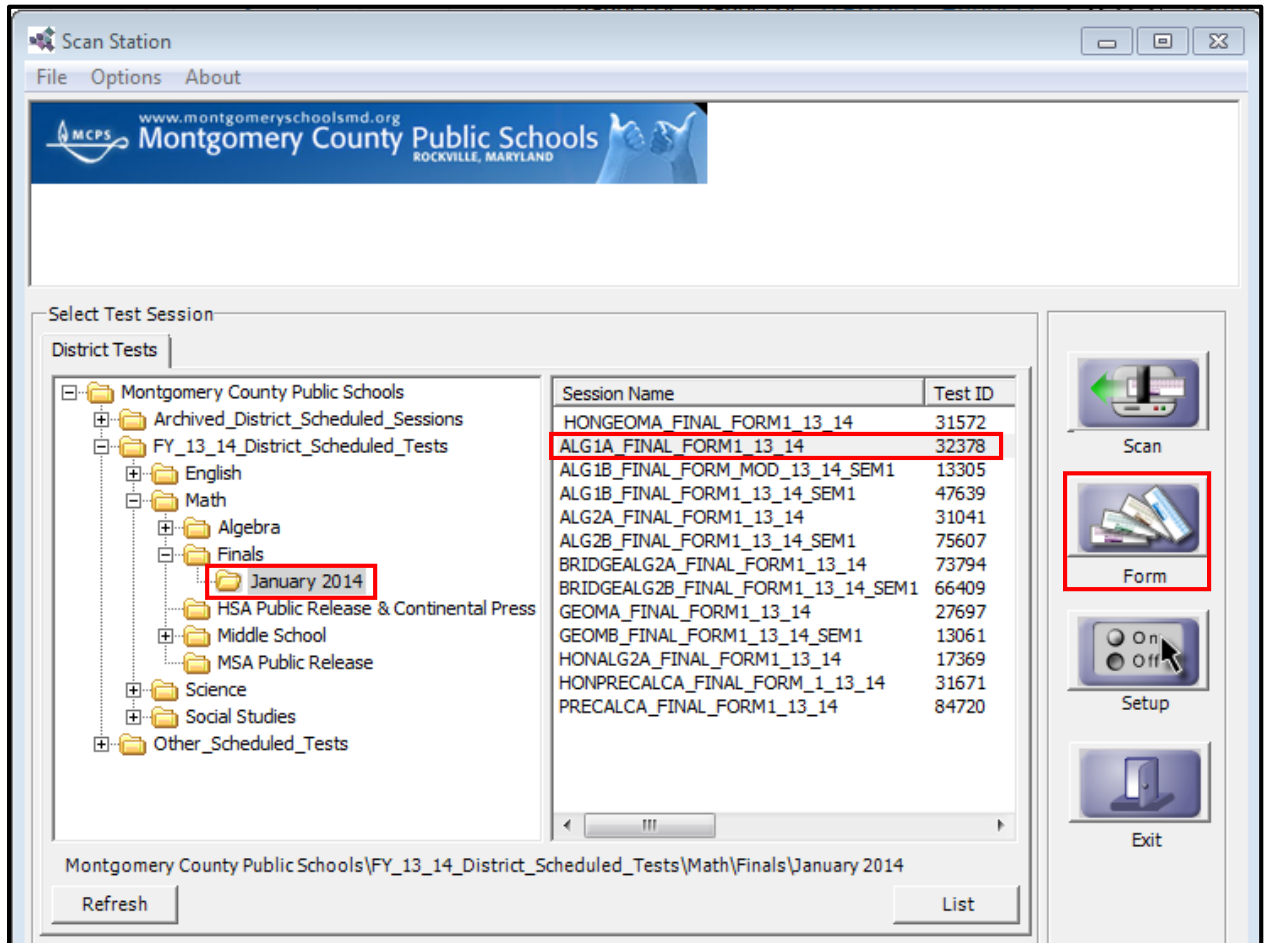 Scan Station
File Options About
www.montgomeryschoolsmd.org
MCPS Montgomery County Public Schools
ROCKVILLE, MARYLAND
Select Test Session
District Tests
Montgomery County Public Schools
Archived_District_Scheduled_Sessions
FY_13_14_District_Scheduled_Tests
English
Math
Algebra
Finals
January 2014
HSA Public Release & Continental Press
Middle School
MSA Public Release
Science
Social Studies
Other_Scheduled_Tests
Session Name Test ID
HONGEOMA_FINAL_FORM1_13_14 31572
ALG1A_FINAL_FORM1_13_14 32378
ALG1B_FINAL_FORM_MOD_13_14_SEM1 13305
ALG1B_FINAL_FORM1_13_14_SEM1 47639
ALG2A_FINAL_FORM1_13_14 31041
ALG2B_FINAL_FORM1_13_14_SEM1 75607
BRIDGEALG2A_FINAL_FORM1_13_14 73794
BRIDGEALG2B_FINAL_FORM1_13_14_SEM1 66409
GEOMA_FINAL_FORM1_13_14 27697
GEOMB_FINAL_FORM1_13_14_SEM1 13061
HONALG2A_FINAL_FORM1_13_14 17369
HONPRECALCA_FINAL_FORM_1_13_14 31671
PRECALCA_FINAL_FORM1_13_14 84720
Montgomery County Public Schools\FY_13_14_District_Scheduled_Tests\Math\Finals\January 2014
Refresh
List
Scan
Form
On
Off
Setup
Exit